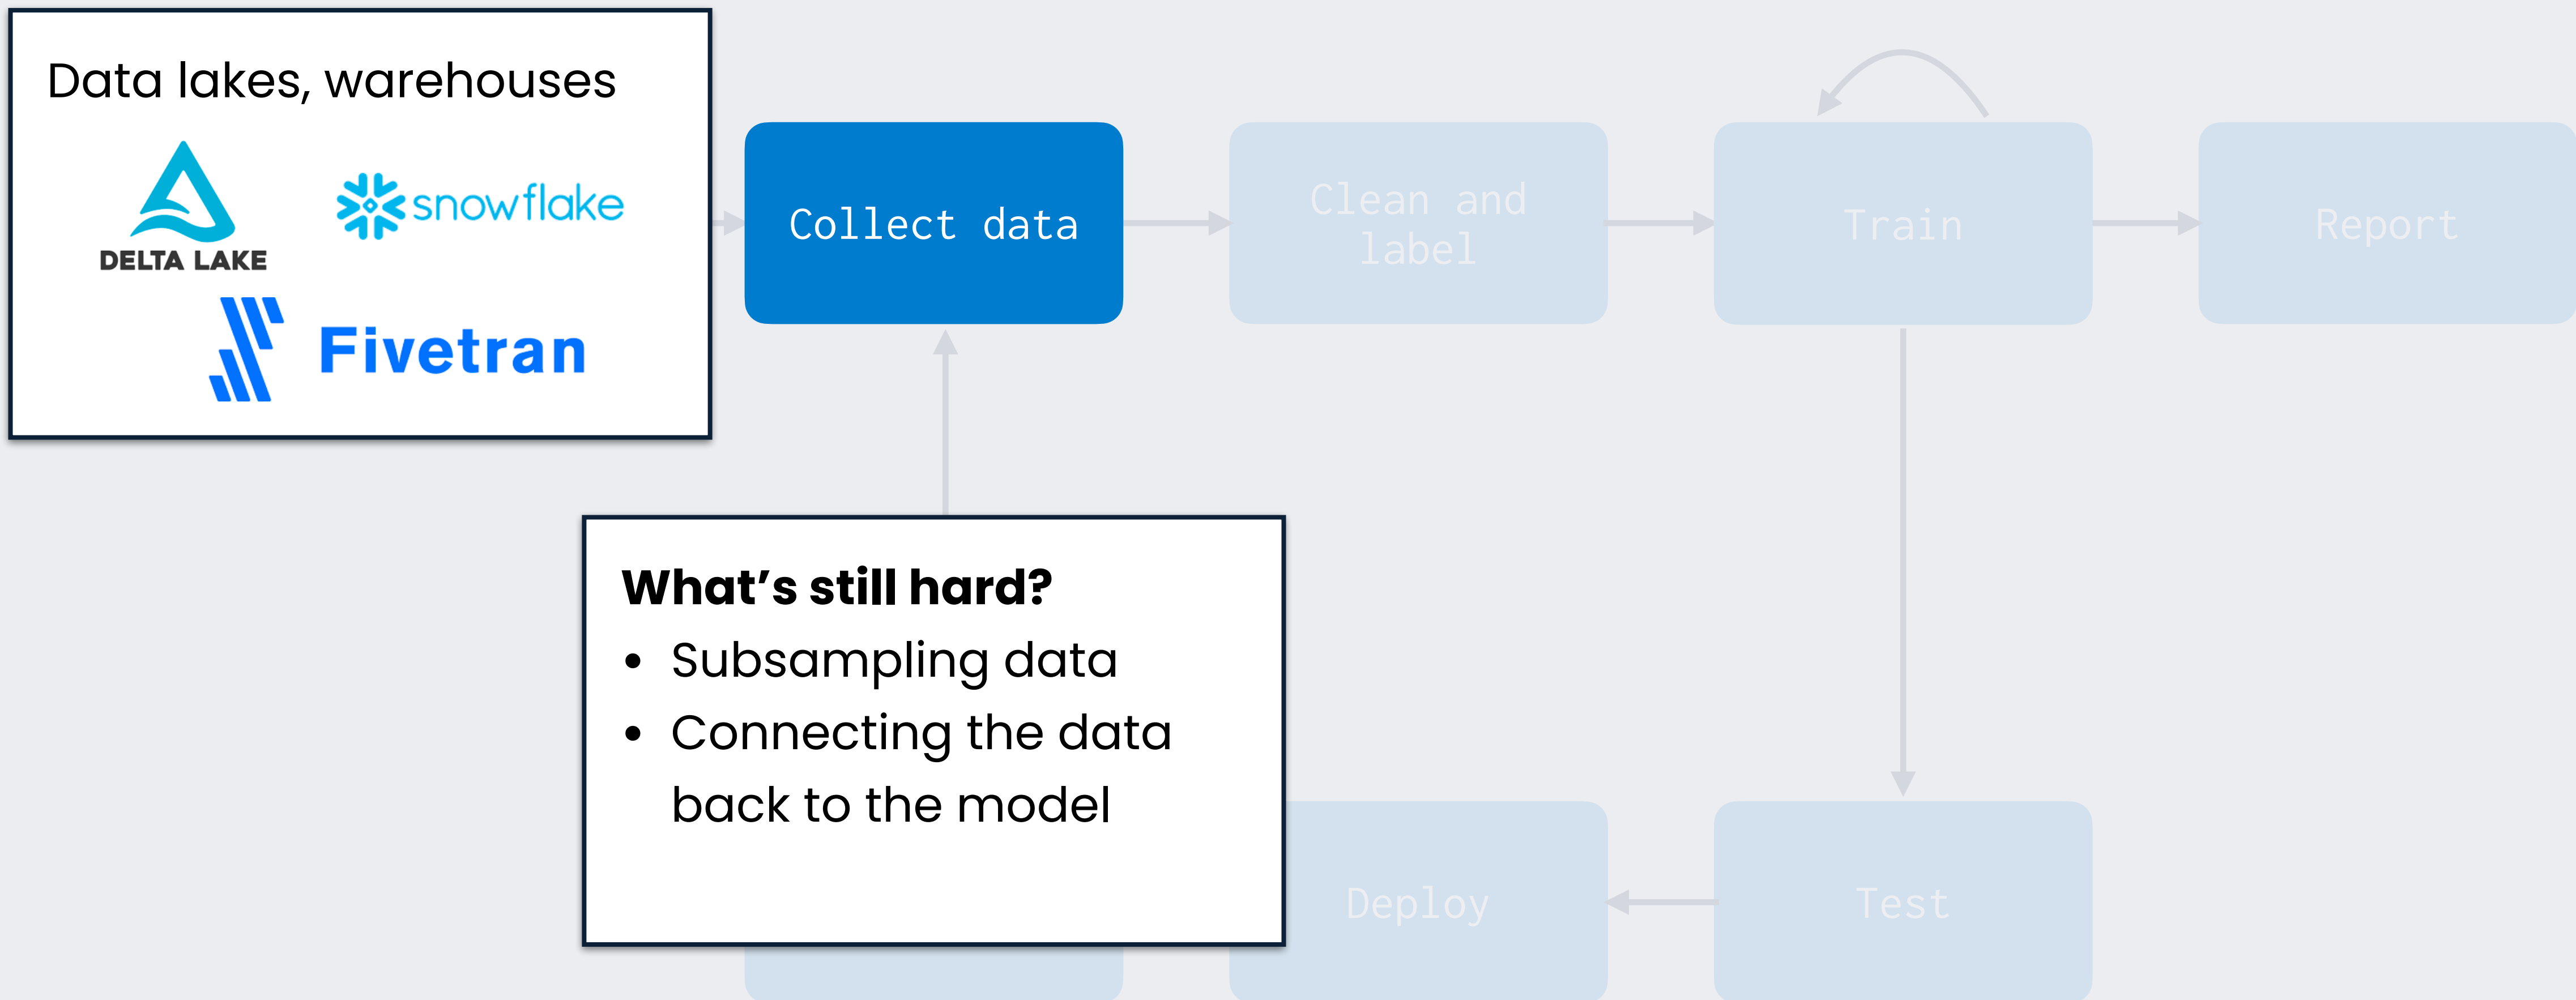 Data lakes, warehouses
DELTA LAKE
snowflake
Fivetran
Collect data
Clean and
label
Train
Report
What's still hard?
• Subsampling data
• Connecting the data
back to the model
Deploy
Test